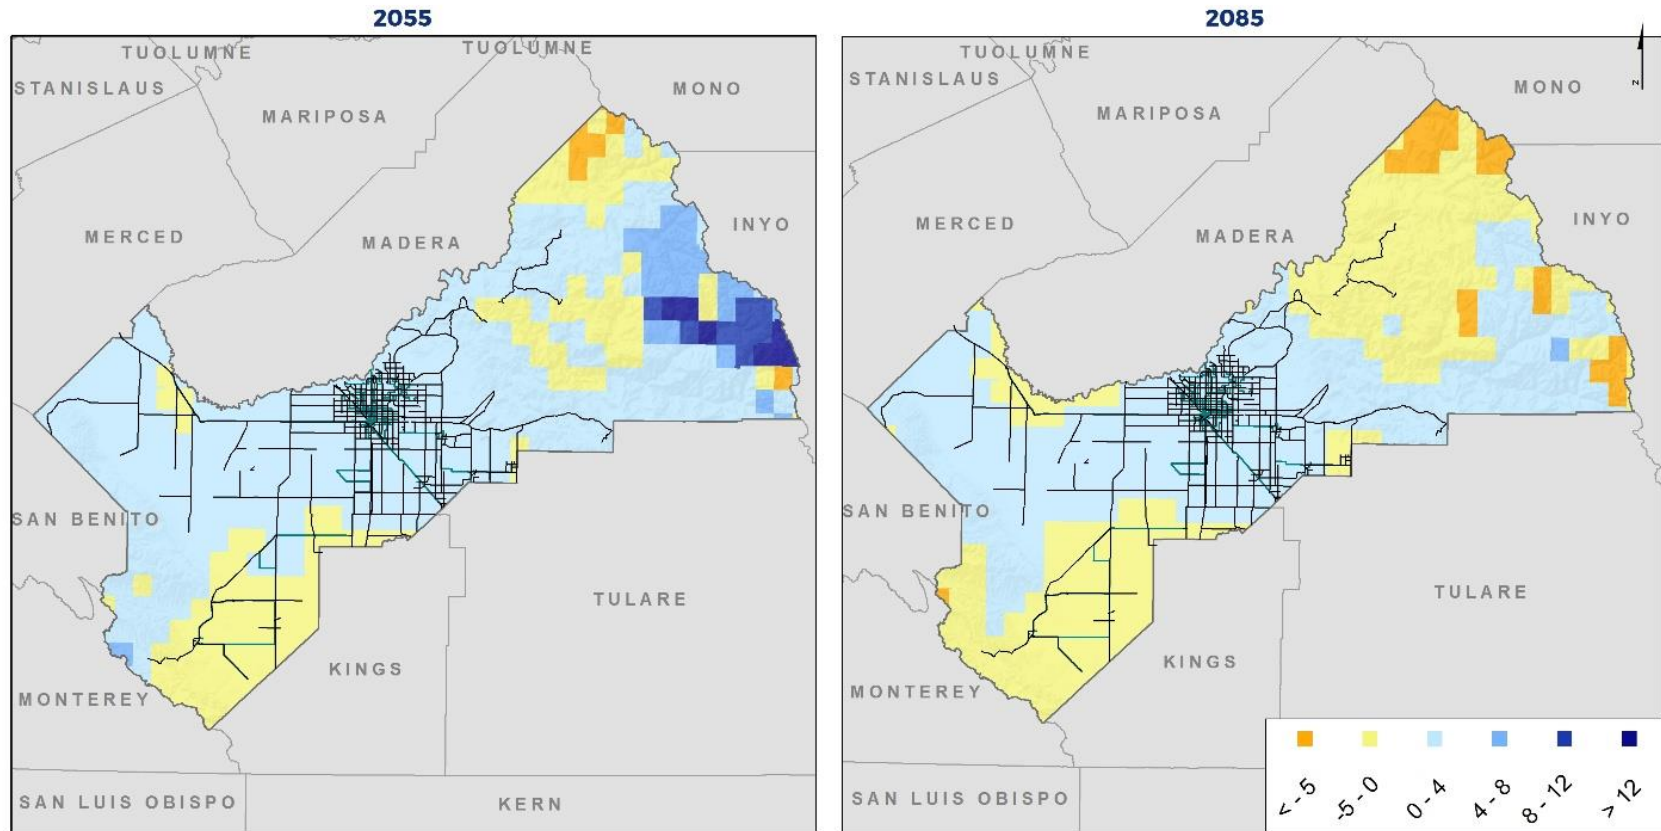 2055
TUOLUMNE
TUOLUMNE
STANISLAUS
MONO
MARIPOSA
MERCED
MADERA
INYO
SAN BENITO
TULARE
KINGS
MONTEREY
SAN LUIS OBISPO
KERN
2085
TUOLUMNE
STANISLAUS
MONO
MARIPOSA
MERCED
MADERA
INYO
SAN BENITO
TULARE
KINGS
MONTEREY
SAN LUIS OBISPO
N
< - 5
-5 - 0
0 - 4
4 - 8
8 - 12
> 12